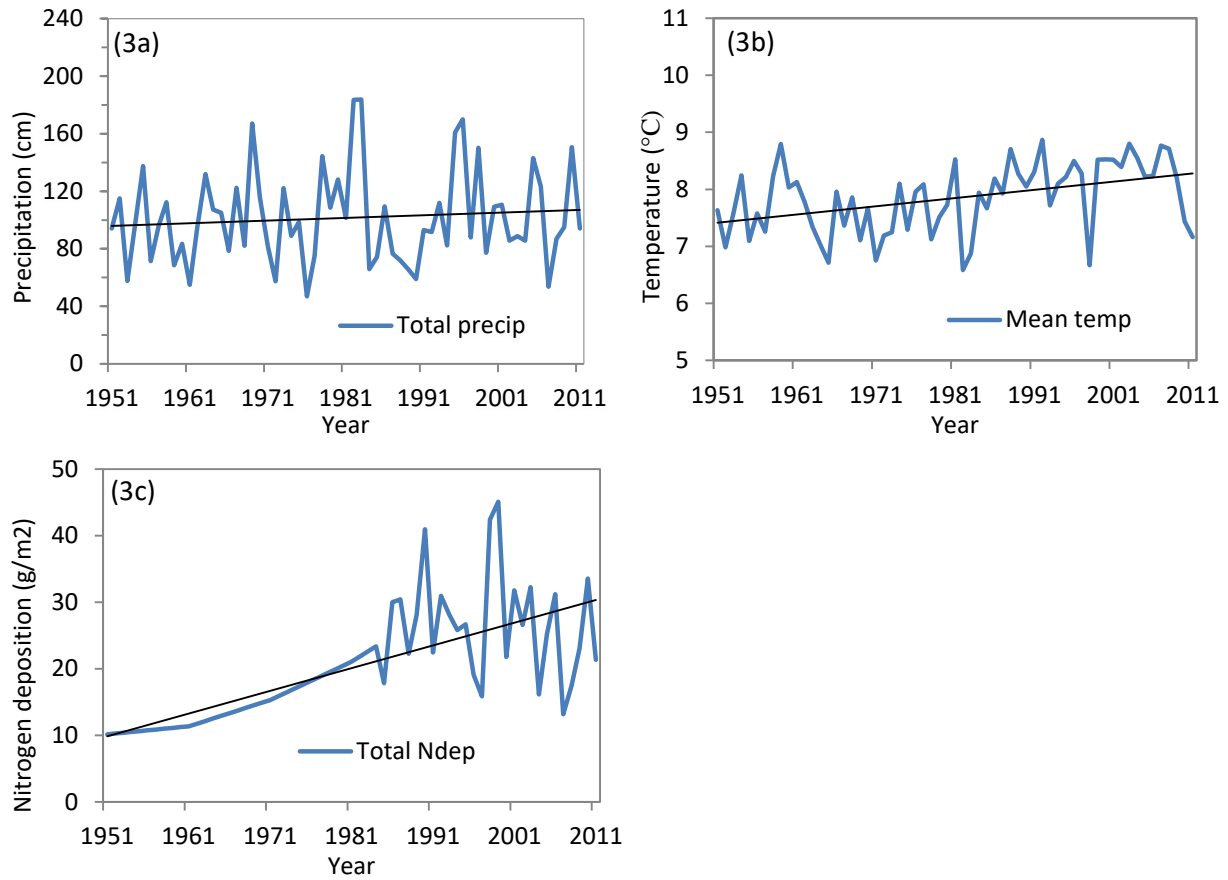 (3a)
Precipitation (cm)
240
200
160
120
80
40
0
Total precip
1951 1961 1971 1981 1991 2001 2011
Year
(3b)
Temperature (°C)
11
10
9
8
7
6
5
Mean temp
1951 1961 1971 1981 1991 2001 2011
Year
(3c)
Nitrogen deposition (g/m2)
50
40
30
20
10
0
Total Ndep
1951 1961 1971 1981 1991 2001 2011
Year